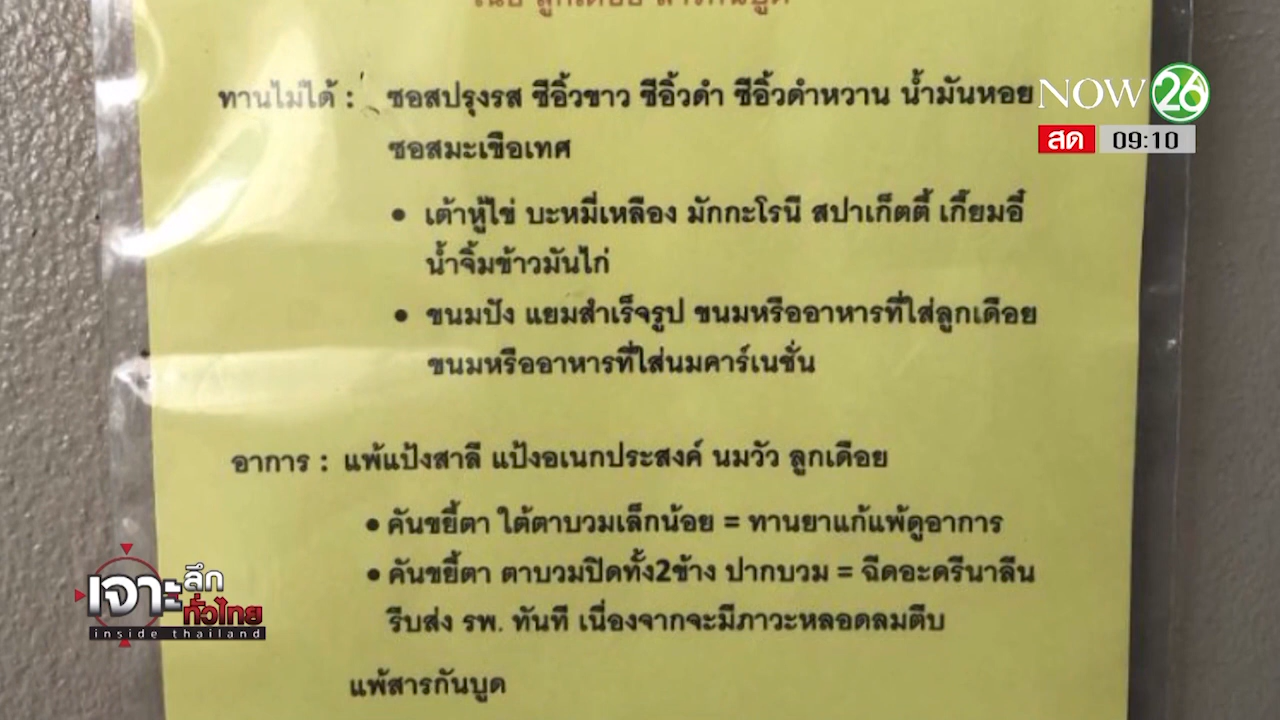 ทานไม่ได้ : ซอสปรุงรส ซีอิ้วขาว ซีอิ้วดำ ซีอิ้วดำหวาน น้ำมันหอย
ซอสมะเขือเทศ
• เต้าหู้ไข่ บะหมี่เหลือง มักกะโรนี สปาเก็ตตี้ เกี๊ยมอี๋
น้ำจิ้มข้าวมันไก่
• ขนมปัง แยมสำเร็จรูป ขนมหรืออาหารที่ใส่ลูกเดือย
ขนมหรืออาหารที่ใส่นมคาร์เนชั่น
อาการ : แพ้แป้งสาลี แป้งอเนกประสงค์ นมวัว ลูกเดือย
• คันขยี้ตา ใต้ตาบวมเล็กน้อย = ทานยาแก้แพ้ดูอาการ
• คันขยี้ตา ตาบวมปิดทั้ง2ข้าง ปากบวม = ฉีดอะดรีนาลีน
รีบส่ง รพ. ทันที เนื่องจากจะมีภาวะหลอดลมตีบ
แพ้สารกันบูด
NOW 26
สด 09:10
เจาะลึกทั่วไทย
inside thailand